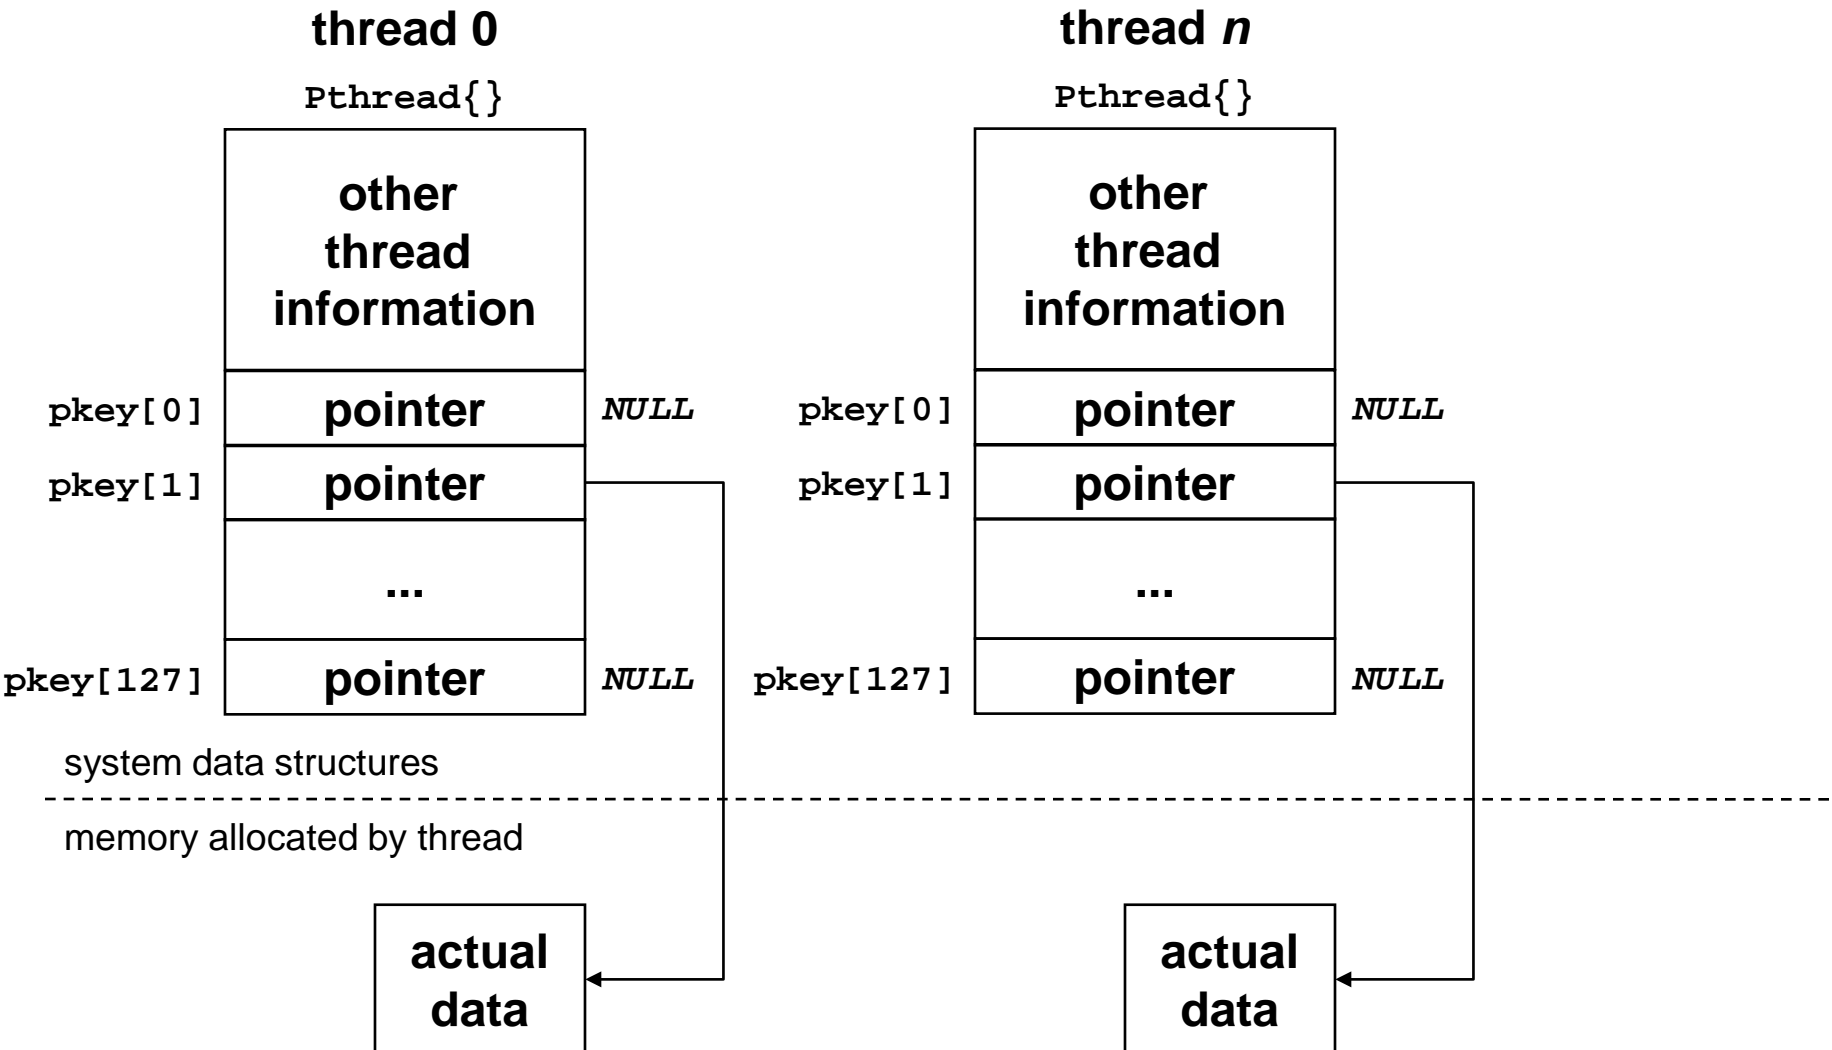 thread 0
Pthread{}
other
thread
information
pkey[0] pointer NULL
pkey[1] pointer
...
pkey[127] pointer NULL
thread n
Pthread{}
other
thread
information
pkey[0] pointer NULL
pkey[1] pointer
...
pkey[127] pointer NULL
system data structures
memory allocated by thread
actual
data
actual
data